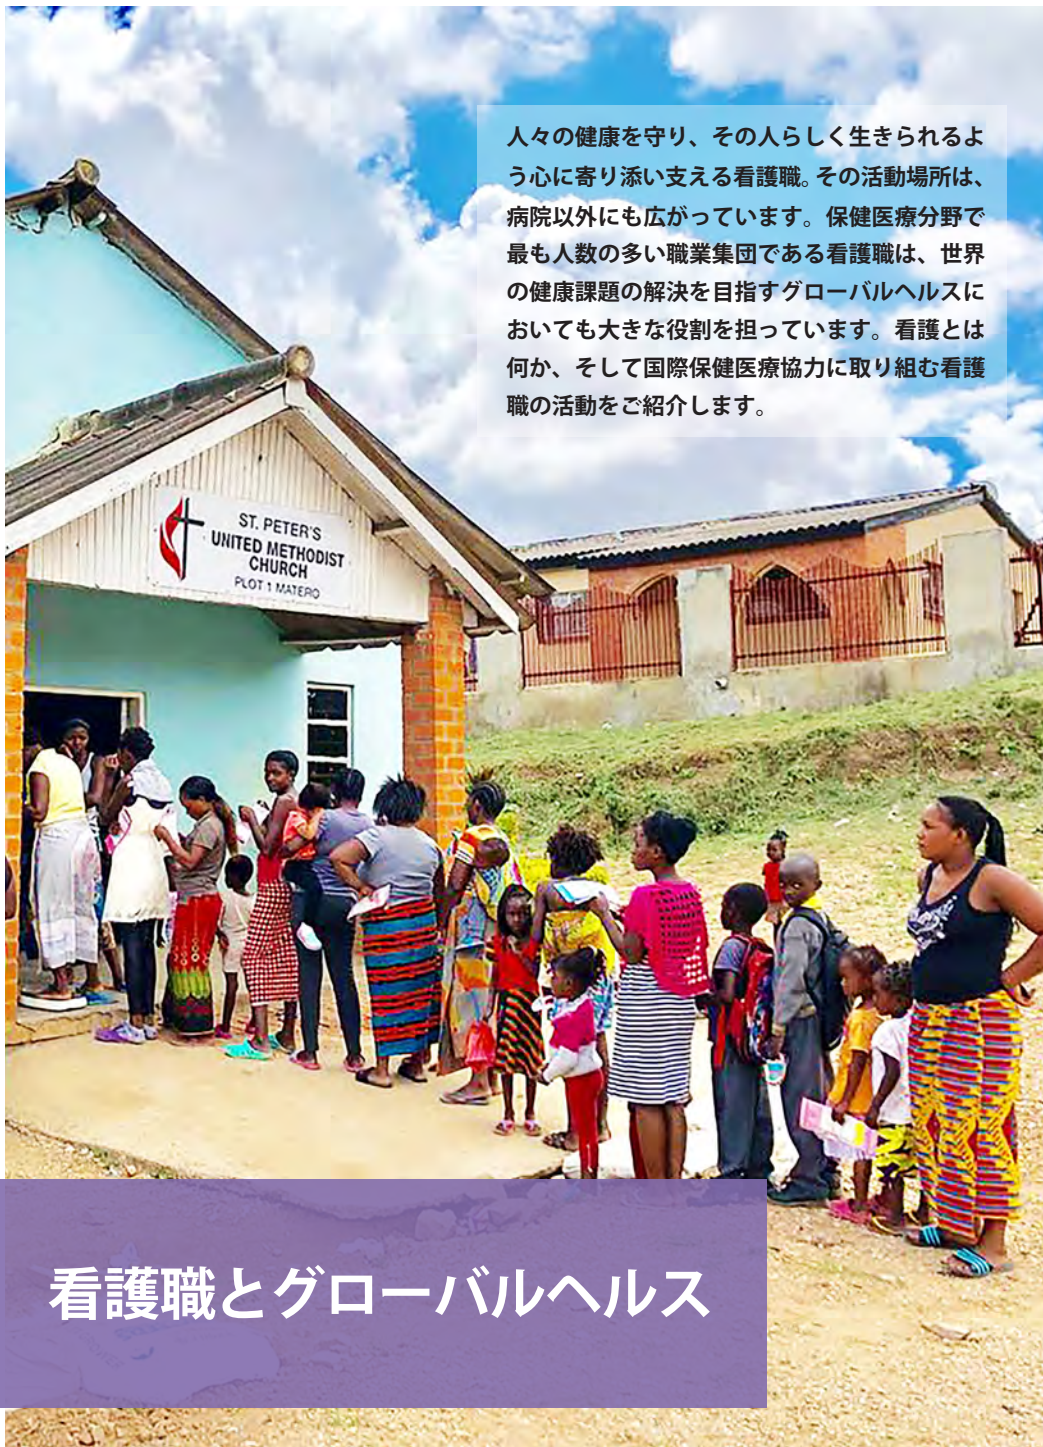 人々の健康を守り、その人らしく生きられるよ
う心に寄り添い支える看護職。その活動場所は、
病院以外にも広がっています。保健医療分野で
最も人数の多い職業集団である看護職は、世界
の健康課題の解決を目指すグローバルヘルスに
おいても大きな役割を担っています。看護とは
何か、そして国際保健医療協力に取り組む看護
職の活動をご紹介します。
ST. PETER'S
UNITED METHODIST
CHURCH
PLOT 1 MATERO
看護職とグローバルヘルス